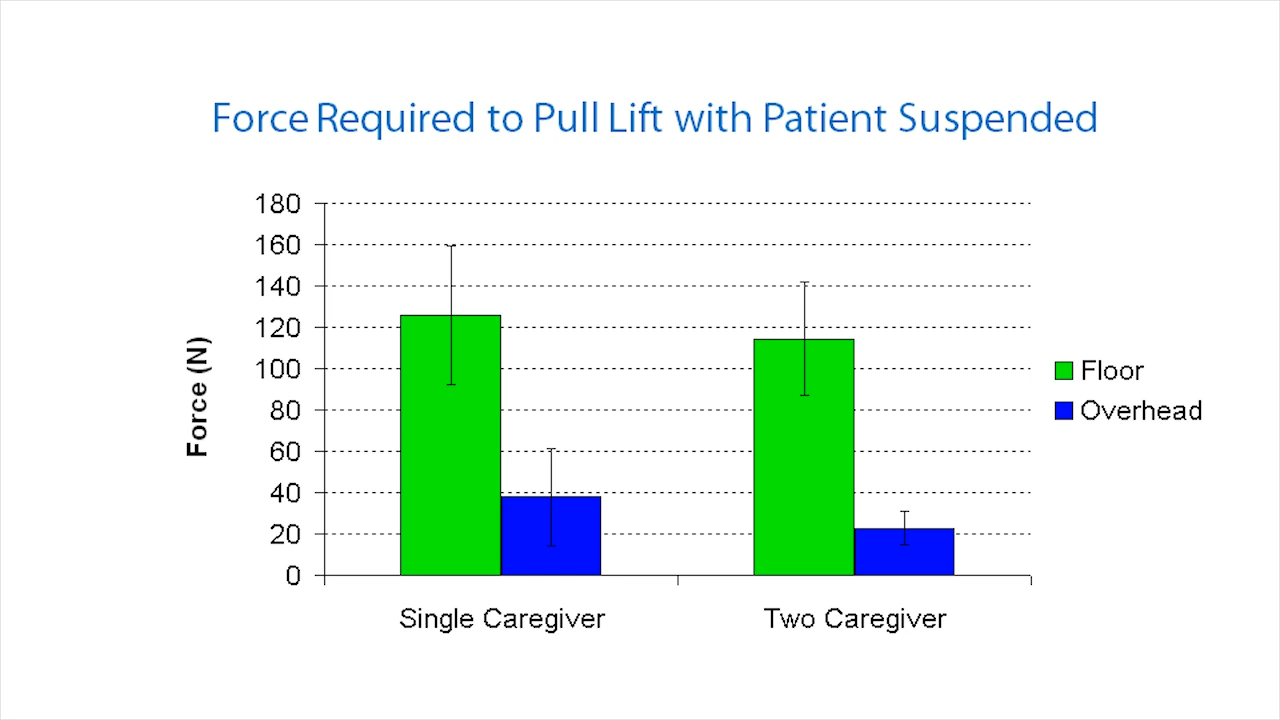 Force Required to Pull Lift with Patient Suspended
180
160
140
120
100
80
60
40
20
0
Force (N)
Floor
Overhead
Single Caregiver
Two Caregiver